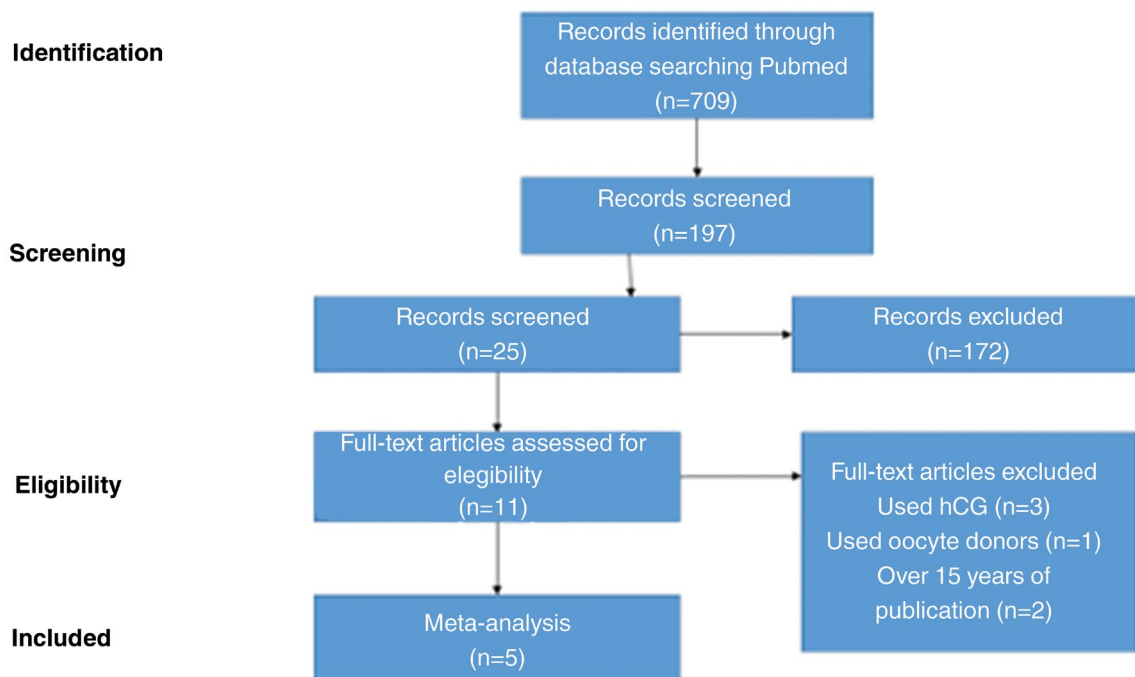 Identification
Records identified through
database searching Pubmed
(n=709)
Records screened
(n=197)
Screening
Records screened
(n=25)
Records excluded
(n=172)
Eligibility
Full-text articles assessed for
elegibility
(n=11)
Full-text articles excluded
Used hCG (n=3)
Used oocyte donors (n=1)
Over 15 years of
publication (n=2)
Included
Meta-analysis
(n=5)